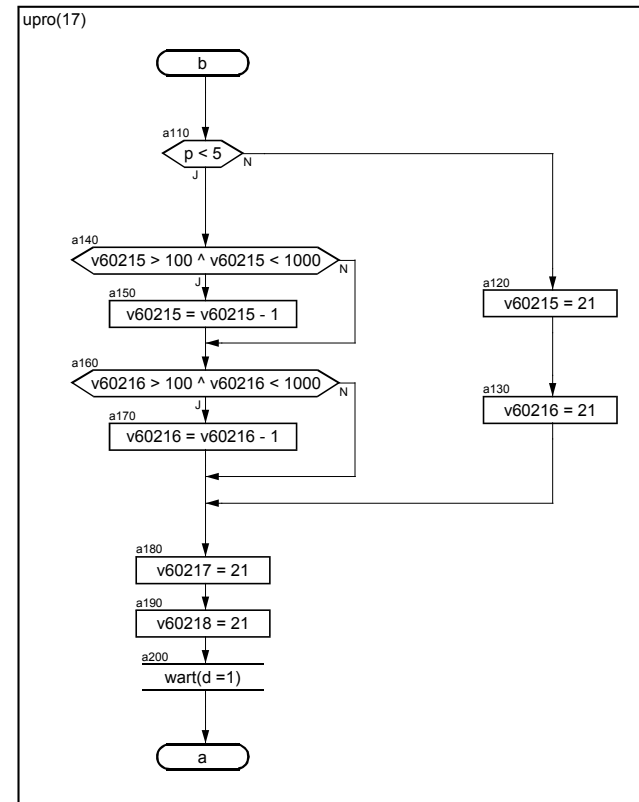 upro(17)
b
a110
p < 5
N
J
a140
v60215 > 100 ^ v60215 < 1000
N
J
a150
v60215 = v60215 - 1
a120
v60215 = 21
a160
v60216 > 100 ^ v60216 < 1000
N
J
a170
v60216 = v60216 - 1
a130
v60216 = 21
a180
v60217 = 21
a190
v60218 = 21
a200
wart(d =1)
a